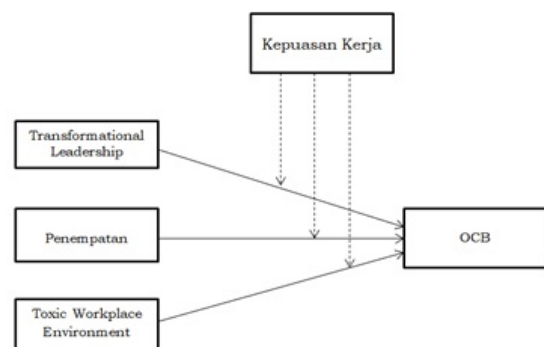 Kepuasan Kerja
Transformational
Leadership
Penempatan
OCB
Toxic Workplace
Environment